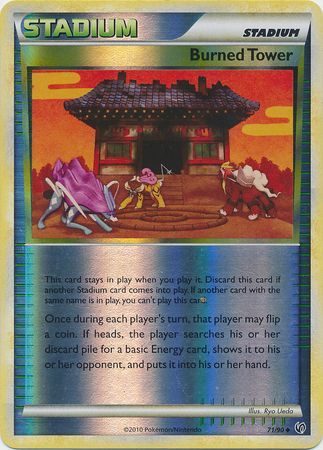 STADIUM
STADIUM
Burned Tower
This card stays in play when you play it. Discard this card if
another Stadium card comes into play. If another card with the
same name is in play, you can't play this card.
Once during each player's turn, that player may flip
a coin. If heads, the player searches his or her
discard pile for a basic Energy card, shows it to his
or her opponent, and puts it into his or her hand.
Illus. Ryo Ueda
©2010 Pokémon/Nintendo
71/90